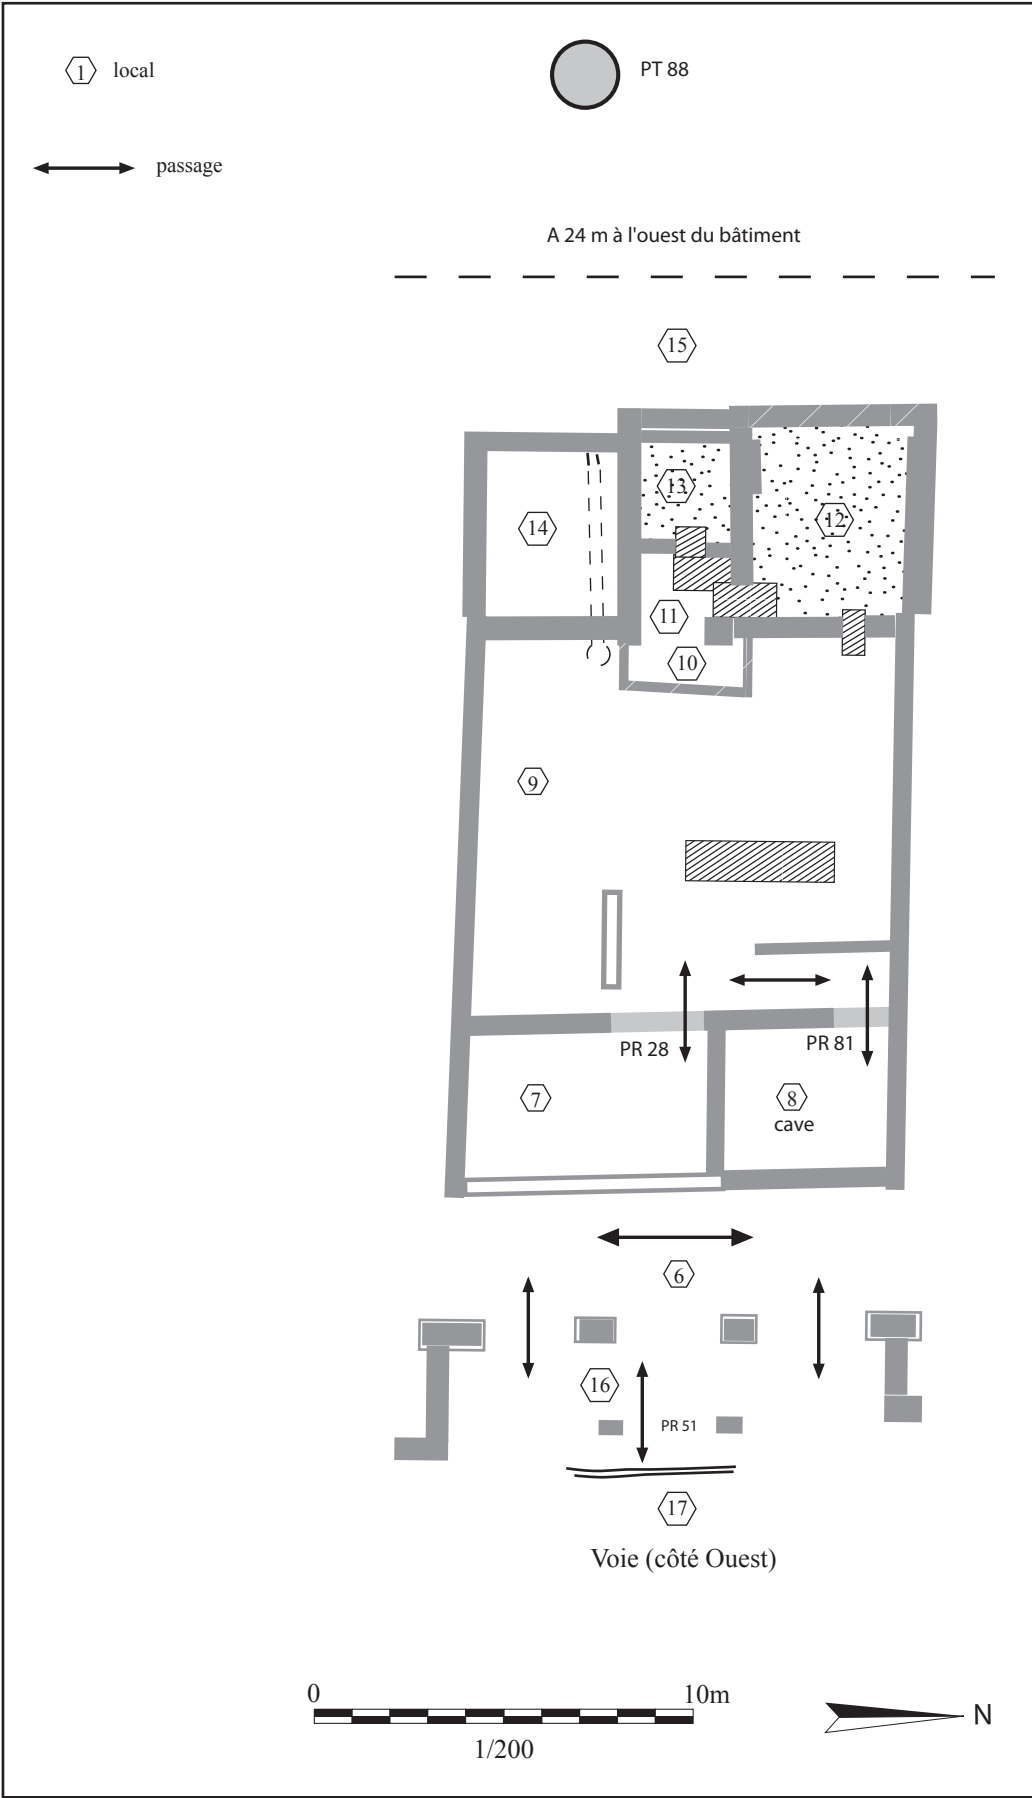 1 local
PT 88
passage
A 24 m à l'ouest du bâtiment
15
13
12
14
11
10
9
PR 28
PR 81
7
8
cave
6
16
PR 51
17
Voie (côté Ouest)
0 10m
1/200
N